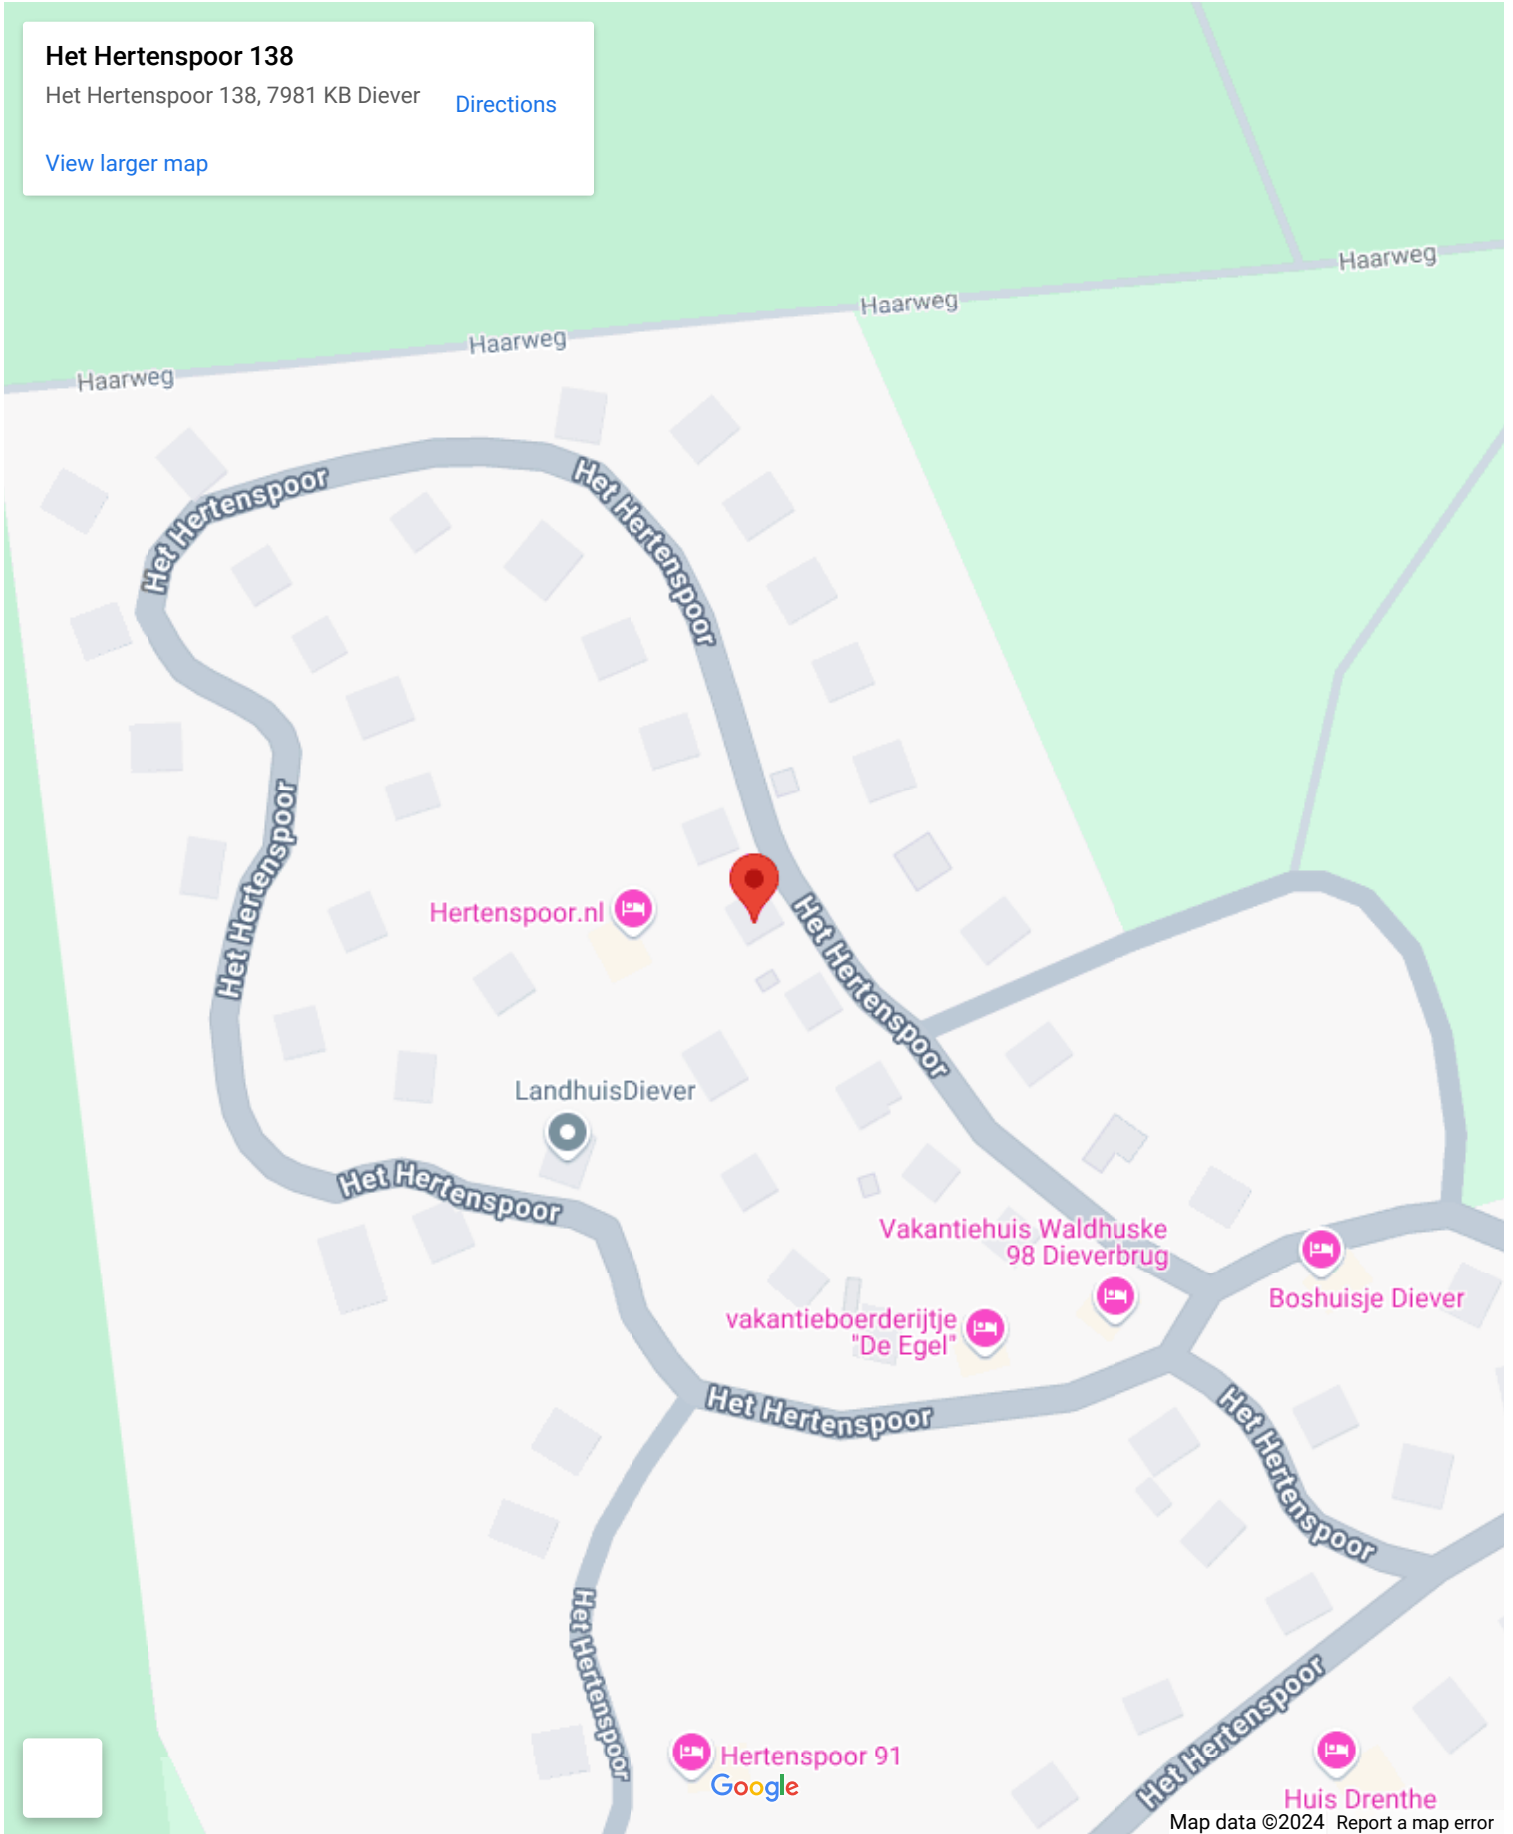 Het Hertenspoor 138
Het Hertenspoor 138, 7981 KB Diever
Directions
View larger map
Haarweg
Haarweg
Haarweg
Haarweg
Het Hertenspoor
Het Hertenspoor
Het Hertenspoor
Hertenspoor.nl
Het Hertenspoor
LandhuisDiever
Het Hertenspoor
Vakantiehuis Waldhuske
98 Dieverbrug
Boshuisje Diever
vakantieboerderijtje
"De Egel"
Het Hertenspoor
Het Hertenspoor
Het Hertenspoor
Het Hertenspoor
Hertenspoor 91
Google
Huis Drenthe
Map data ©2024
Report a map error